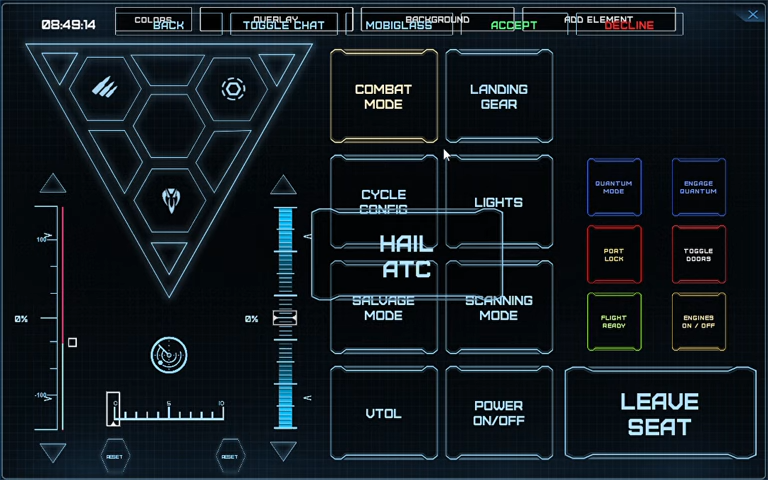 08:49:14
COLORS
OVERLAY
BACKGROUND
ADD ELEMENT
BACK
TOGGLE CHAT
MOBIGLASS
ACCEPT
DECLINE
COMBAT
MODE
LANDING
GEAR
CYCLE
CONFIG
LIGHTS
HAIL
ATC
SALVAGE
MODE
SCANNING
MODE
VTOL
POWER
ON/OFF
QUANTUM
MODE
ENGAGE
QUANTUM
PORT
LOCK
TOGGLE
DOORS
FLIGHT
READY
ENGINES
ON / OFF
LEAVE
SEAT
100
0%
-100
0%
0
5
10
RESET
RESET